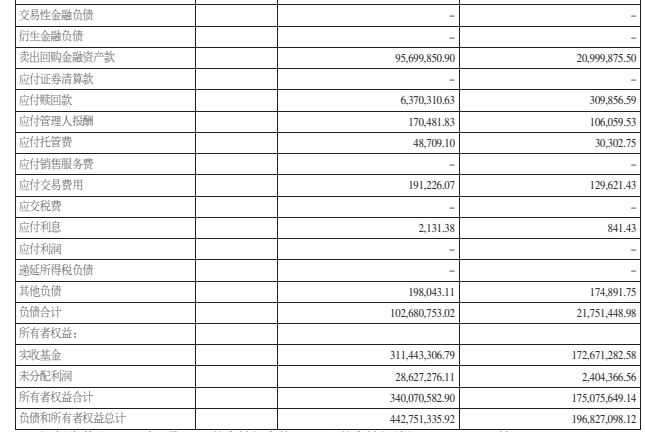 交易性金融负债 – –
衍生金融负债 – –
卖出回购金融资产款 95,699,850.90 20,999,875.50
应付证券清算款 – –
应付赎回款 6,370,310.63 309,856.59
应付管理人报酬 170,481.83 106,059.53
应付托管费 48,709.10 30,302.75
应付销售服务费 – –
应付交易费用 191,226.07 129,621.43
应交税费 – –
应付利息 2,131.38 841.43
应付利润 – –
递延所得税负债 – –
其他负债 198,043.11 174,891.75
负债合计 102,680,753.02 21,751,448.98
所有者权益：
实收基金 311,443,306.79 172,671,282.58
未分配利润 28,627,276.11 2,404,366.56
所有者权益合计 340,070,582.90 175,075,649.14
负债和所有者权益总计 442,751,335.92 196,827,098.12